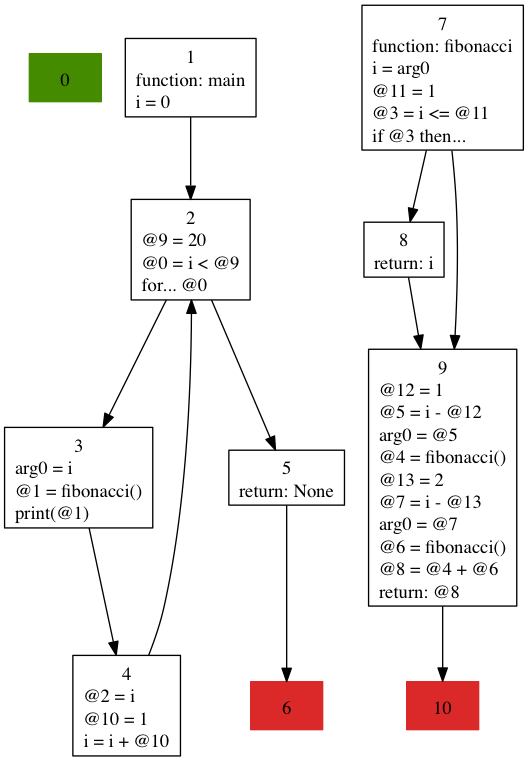 0
1
function: main
i = 0
2
@9 = 20
@0 = i < @9
for... @0
3
arg0 = i
@1 = fibonacci()
print(@1)
4
@2 = i
@10 = 1
i = i + @10
5
return: None
6
7
function: fibonacci
i = arg0
@11 = 1
@3 = i <= @11
if @3 then...
8
return: i
9
@12 = 1
@5 = i - @12
arg0 = @5
@4 = fibonacci()
@13 = 2
@7 = i - @13
arg0 = @7
@6 = fibonacci()
@8 = @4 + @6
return: @8
10